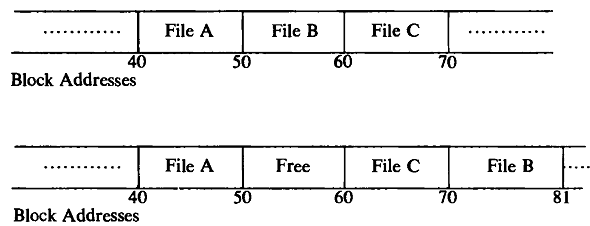 ............ File A File B File C ............
40 50 60 70
Block Addresses
............ File A Free File C File B ....
40 50 60 70 81
Block Addresses